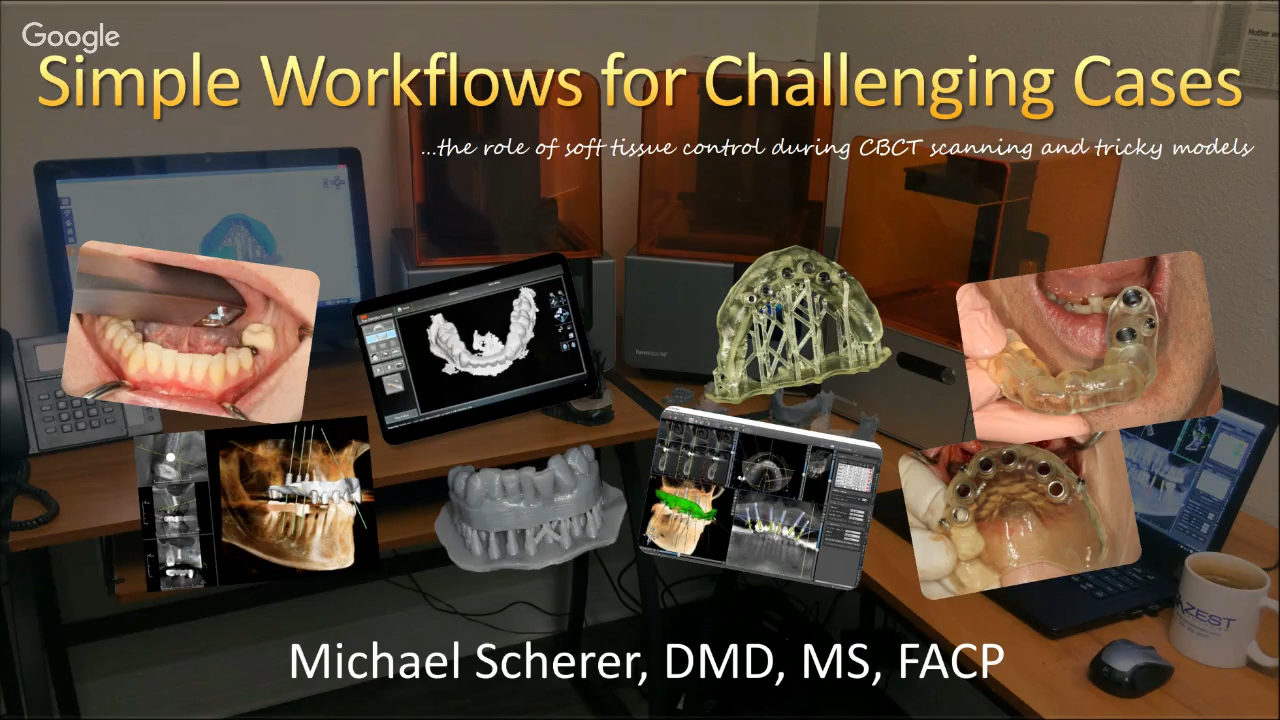 Google
Simple Workflows for Challenging Cases
...the role of soft tissue control during CBCT scanning and tricky models
Michael Scherer, DMD, MS, FACP